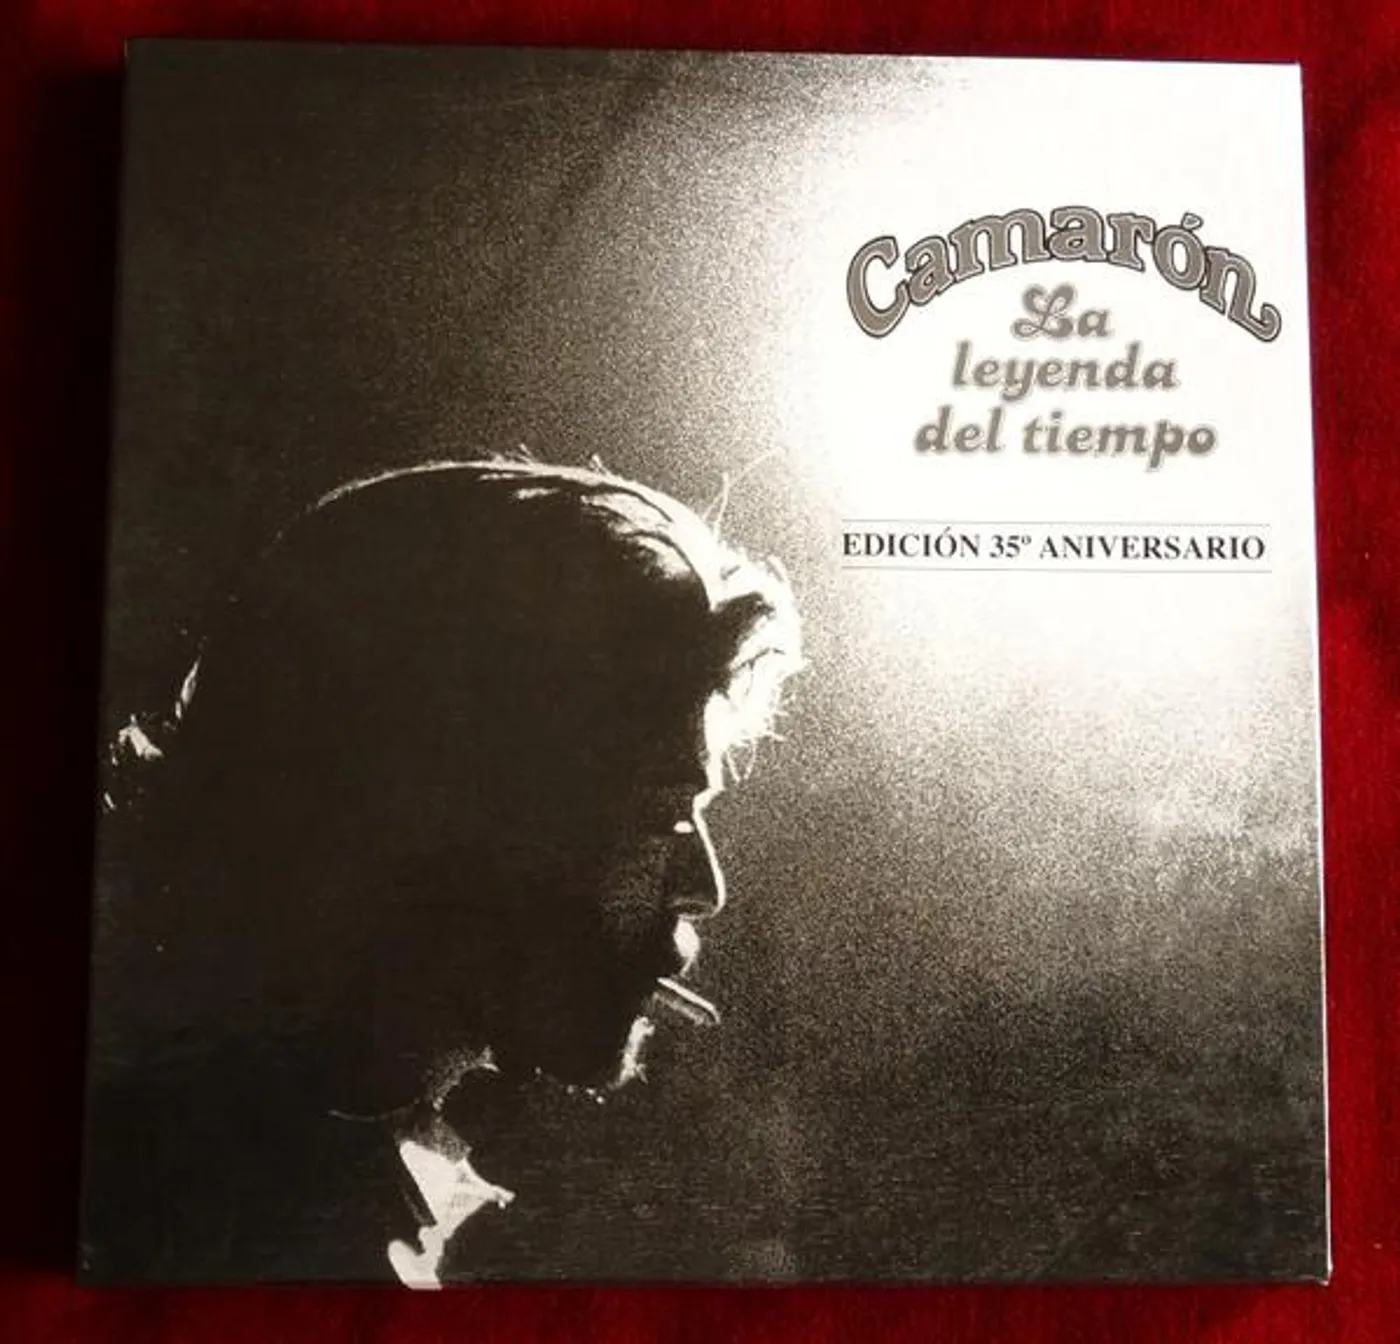 Camarón
La
leyenda
del tiempo
EDICIÓN 35º ANIVERSARIO